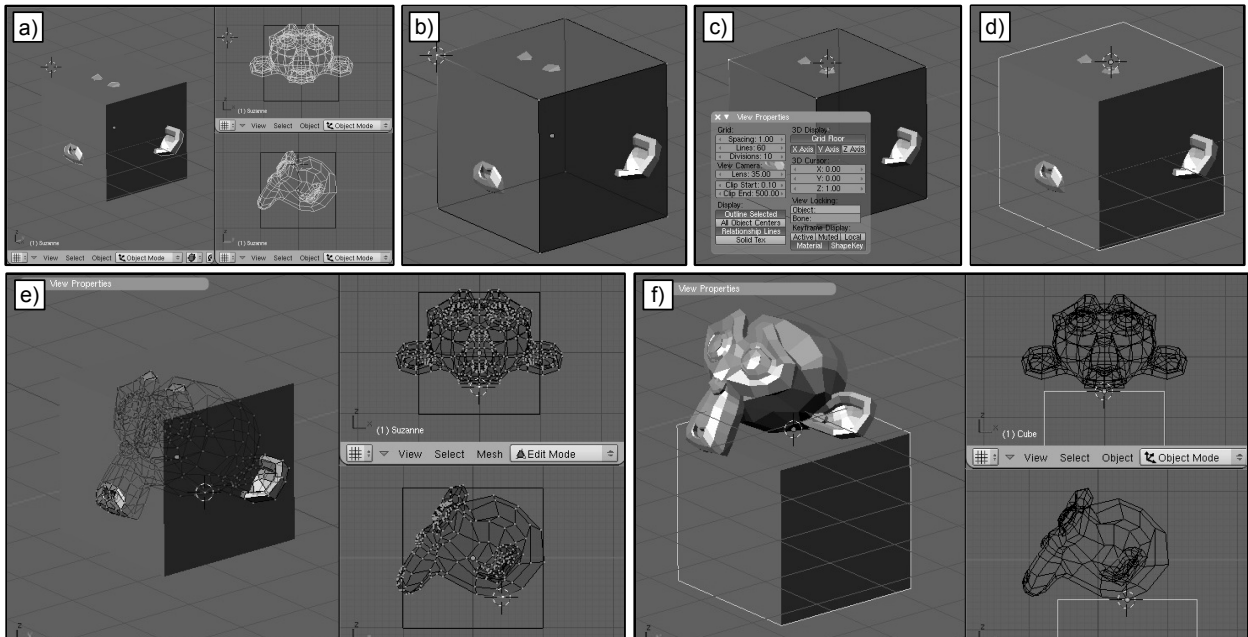 a)
(1) Suzanne
View Select Object Object Mode
(1) Suzanne
View Select Object Object Mode
(1) Suzanne
View Select Object Object Mode
b)
c)
View Properties
Grid:
Spacing: 1.00
Lines: 60
Divisions: 10
View Camera:
Lens: 35.00
Clip Start: 0.10
Clip End: 500.00
Display:
Outline Selected
All Object Centers
Relationship Lines
Solid Tex
3D Display:
Grid Floor
X Axis Y Axis Z Axis
3D Cursor:
X: 0.00
Y: 0.00
Z: 1.00
View Locking:
Object:
Bone:
Keyframe Display:
Active Muted Local
Material ShapeKey
d)
e)
View Properties
z x
(1) Suzanne
View Select Mesh Edit Mode
z
f)
View Properties
z x
(1) Cube
View Select Object Object Mode
z